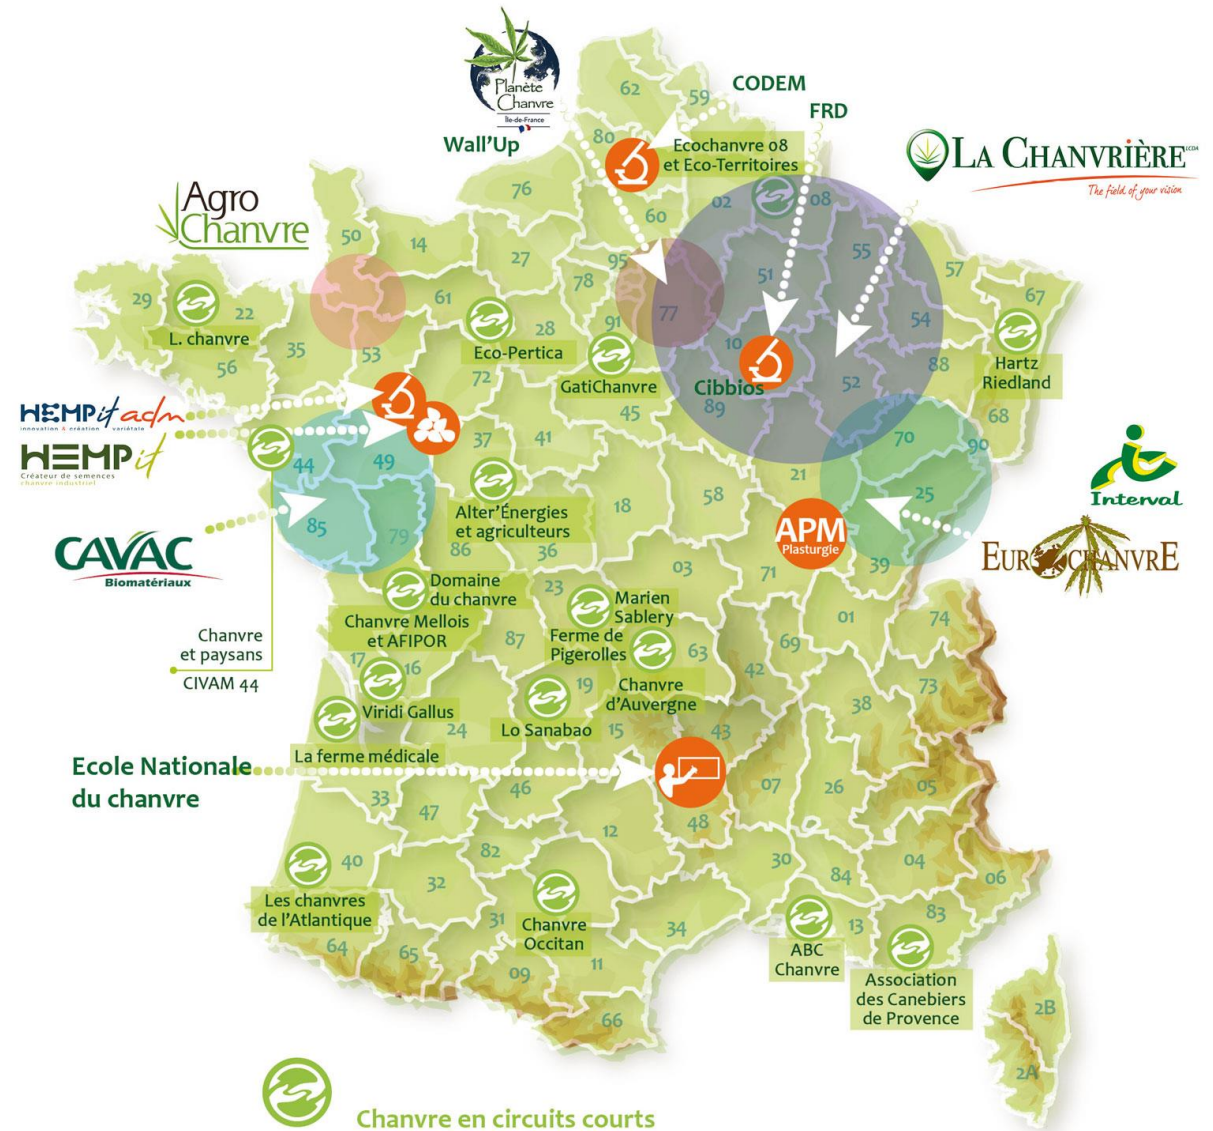 Planète
Chanvre
Île-de-France
Wall'Up
CODEM
FRD
LA CHANVRIÈRE
LCDA
The field of your vision
Agro
Chanvre
62
59
80
Ecochanvre 08
et Eco-Territoires
76
02
08
60
50
14
27
95
78
51
55
57
67
29
22
L. chanvre
56
35
61
53
28
Eco-Pertica
91
77
GatiChanvre
10
Cibbios
54
52
88
Hartz
Riedland
68
72
45
89
HEMPit adm
innovation & création variétale
HEMPit
Créateur de semences
chanvre industriel
44
49
37
41
70
90
21
25
Interval
85
79
CAVAC
Biomatériaux
Alter'Énergies
et agriculteurs
18
58
APM
Plasturgie
EUROCHANVRE
86
36
03
71
39
23
Domaine
du chanvre
Chanvre Mellois
et AFIPOR
Marien
Sablery
01
74
Chanvre
et paysans
CIVAM 44
87
Ferme de
Pigerolles
63
69
42
17
16
19
Chanvre
d'Auvergne
73
38
Viridi Gallus
Lo Sanabao
24
15
43
La ferme médicale
Ecole Nationale
du chanvre
33
46
07
26
05
47
48
12
82
40
32
30
84
04
06
Les chanvres
de l'Atlantique
31
Chanvre
Occitan
34
13
83
ABC
Chanvre
64
65
09
11
Association
des Canebiers
de Provence
66
2B
2A
Chanvre en circuits courts